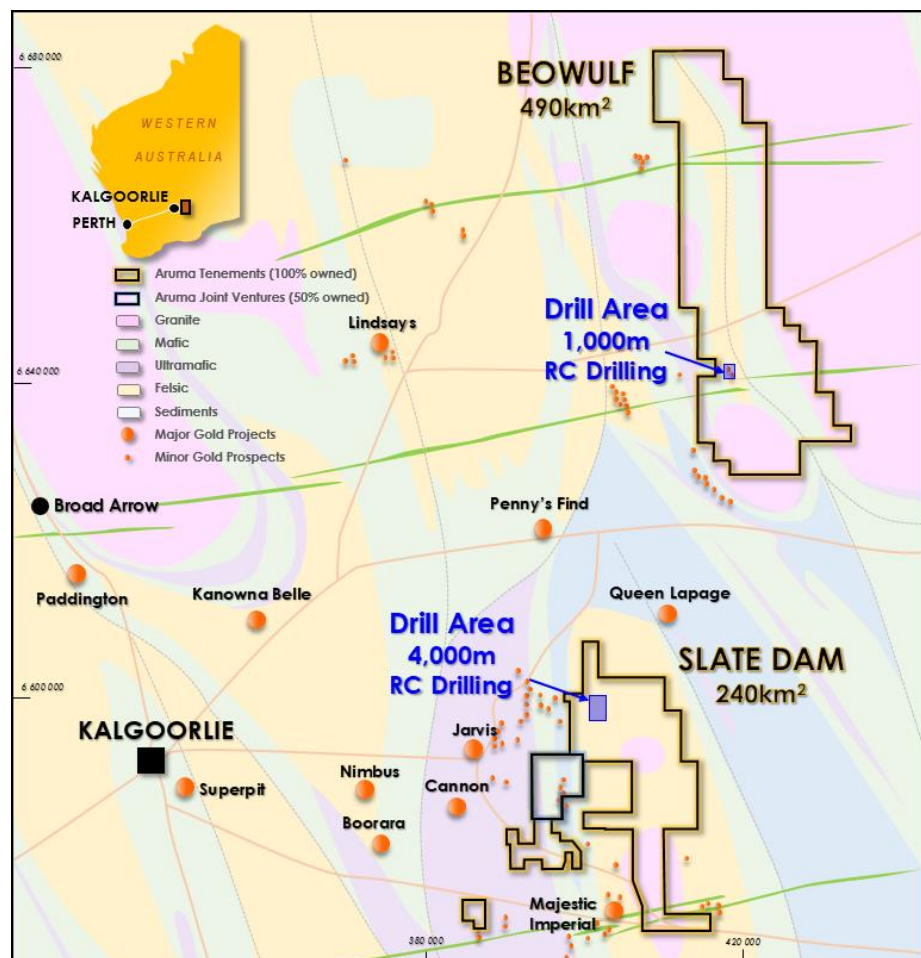 6 680 000
BEOWULF
490km²
WESTERN
AUSTRALIA
KALGOORLIE
PERTH
Aruma Tenements (100% owned)
Aruma Joint Ventures (50% owned)
Granite
Mafic
Ultramatic
Felsic
Sediments
Major Gold Projects
Minor Gold Prospects
Lindsays
Drill Area
1,000m
RC Drilling
6 640 000
Broad Arrow
Penny's Find
Paddington
Kanowna Belle
Queen Lapage
Drill Area
4,000m
RC Drilling
SLATE DAM
240km²
6 600 000
KALGOORLIE
Jarvis
Superpit
Nimbus
Cannon
Boorara
Majestic
Imperial
380 000
420 000